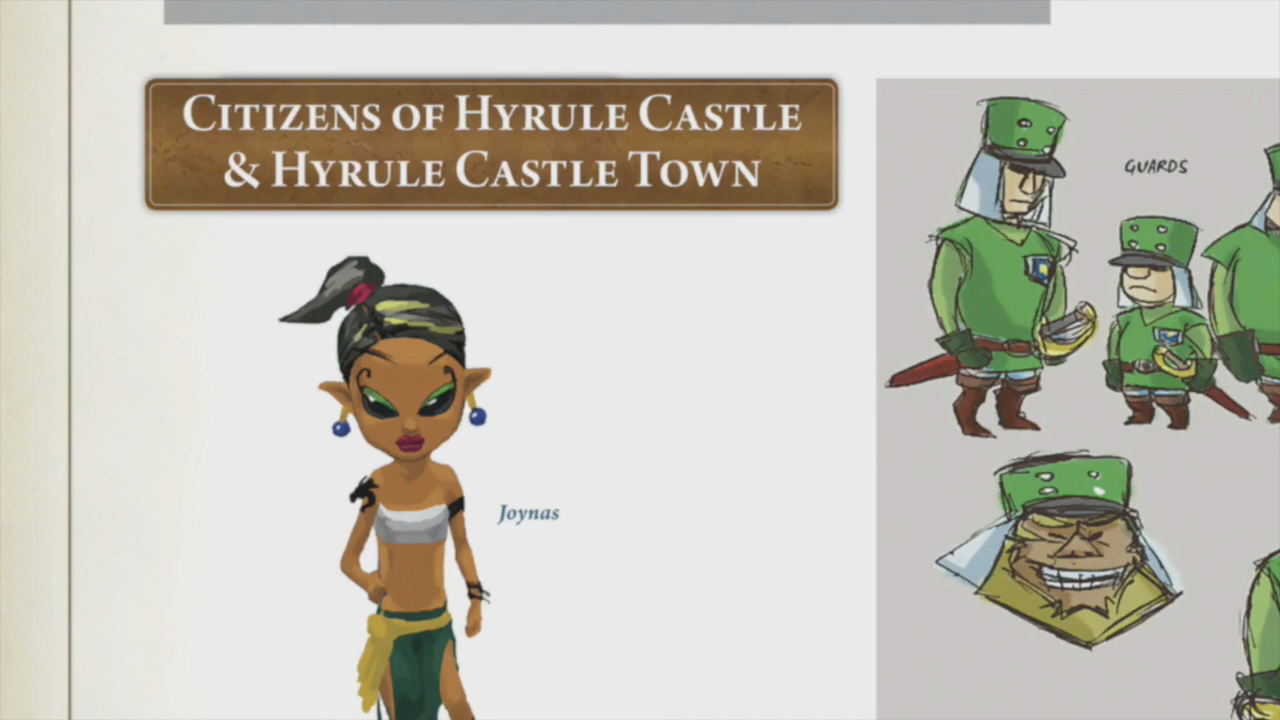 CITIZENS OF HYRULE CASTLE
& HYRULE CASTLE TOWN
GUARDS
Joynas